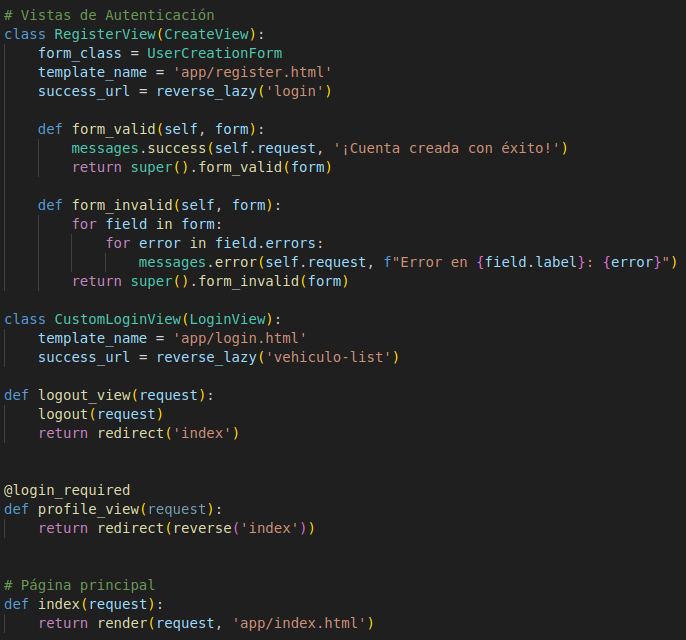 # Vistas de Autenticación
class RegisterView(CreateView):
    form_class = UserCreationForm
    template_name = 'app/register.html'
    success_url = reverse_lazy('login')

    def form_valid(self, form):
        messages.success(self.request, '¡Cuenta creada con éxito!')
        return super().form_valid(form)

    def form_invalid(self, form):
        for field in form:
            for error in field.errors:
                messages.error(self.request, f"Error en {field.label}: {error}")
        return super().form_invalid(form)

class CustomLoginView(LoginView):
    template_name = 'app/login.html'
    success_url = reverse_lazy('vehiculo-list')

def logout_view(request):
    logout(request)
    return redirect('index')


@login_required
def profile_view(request):
    return redirect(reverse('index'))


# Página principal
def index(request):
    return render(request, 'app/index.html')